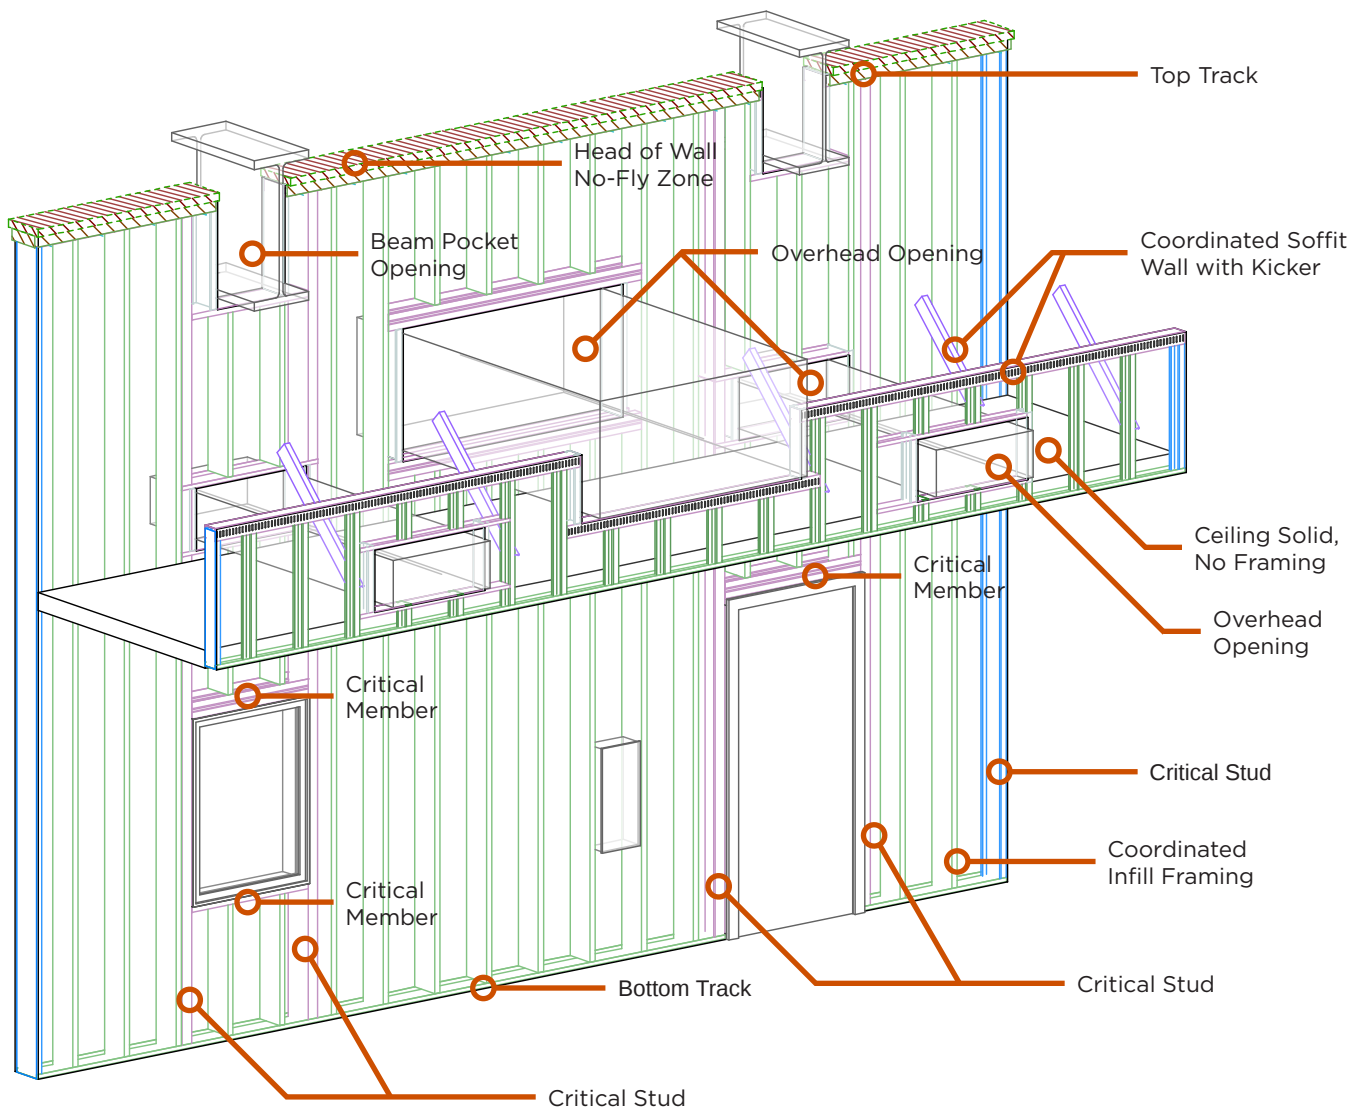 Top Track
Head of Wall
No-Fly Zone
Beam Pocket
Opening
Overhead Opening
Coordinated Soffit
Wall with Kicker
Ceiling Solid,
No Framing
Critical
Member
Overhead
Opening
Critical
Member
Critical Stud
Coordinated
Infill Framing
Critical
Member
Bottom Track
Critical Stud
Critical Stud